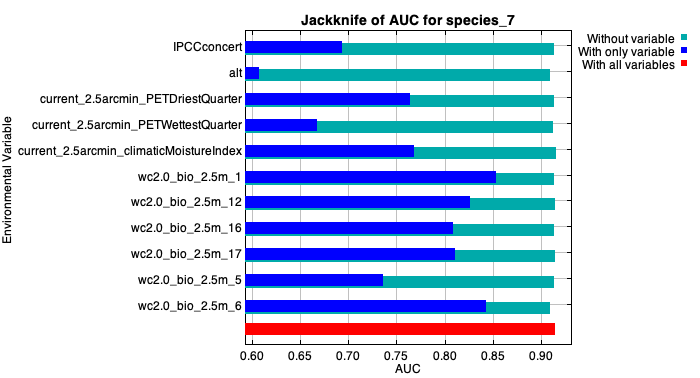 Jackknife of AUC for species_7
Without variable
With only variable
With all variables
Environmental Variable
IPCCconcert
alt
current_2.5arcmin_PETDriestQuarter
current_2.5arcmin_PETWettestQuarter
current_2.5arcmin_climaticMoistureIndex
wc2.0_bio_2.5m_1
wc2.0_bio_2.5m_12
wc2.0_bio_2.5m_16
wc2.0_bio_2.5m_17
wc2.0_bio_2.5m_5
wc2.0_bio_2.5m_6
0.60 0.65 0.70 0.75 0.80 0.85 0.90
AUC